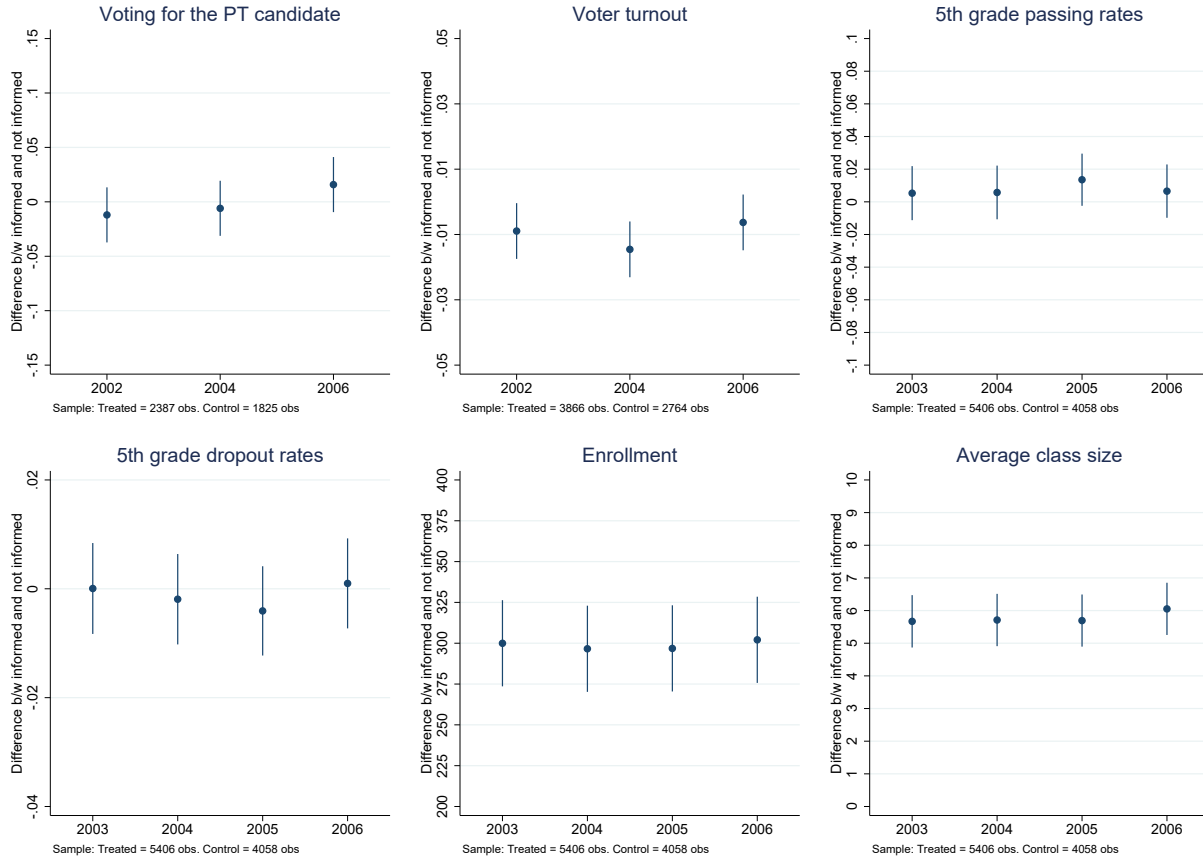 Voting for the PT candidate
Difference b/w informed and not informed
.15
.1
.05
0
-.05
-.1
-.15
2002 2004 2006
Sample: Treated = 2387 obs. Control = 1825 obs
Voter turnout
Difference b/w informed and not informed
.05
.03
.01
-.01
-.03
-.05
2002 2004 2006
Sample: Treated = 3866 obs. Control = 2764 obs
5th grade passing rates
Difference b/w informed and not informed
.1
.08
.06
.04
.02
0
-.02
-.04
-.06
-.08
-.1
2003 2004 2005 2006
Sample: Treated = 5406 obs. Control = 4058 obs
5th grade dropout rates
Difference b/w informed and not informed
.02
0
-.02
-.04
2003 2004 2005 2006
Sample: Treated = 5406 obs. Control = 4058 obs
Enrollment
Difference b/w informed and not informed
400
375
350
325
300
275
250
225
200
2003 2004 2005 2006
Sample: Treated = 5406 obs. Control = 4058 obs
Average class size
Difference b/w informed and not informed
10
9
8
7
6
5
4
3
2
1
0
2003 2004 2005 2006
Sample: Treated = 5406 obs. Control = 4058 obs